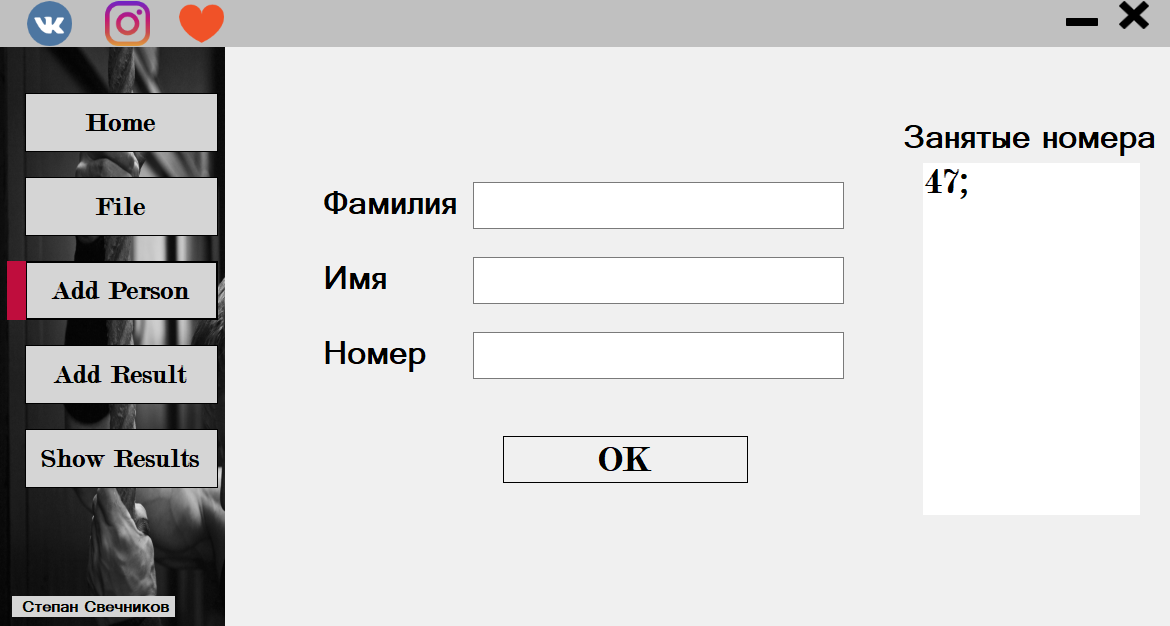 Home
File
Add Person
Add Result
Show Results
Степан Свечников
Фамилия
Имя
Номер
OK
Занятые номера
47;